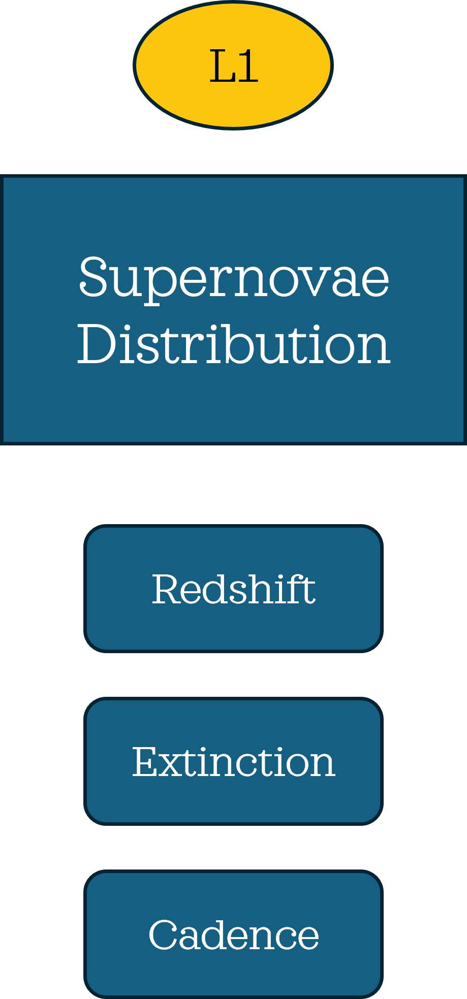 L1
Supernovae
Distribution
Redshift
Extinction
Cadence